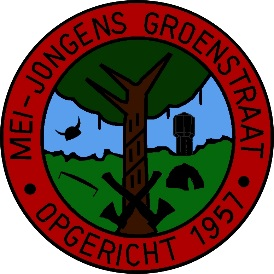 MEI-JONGENS GROENSTRAAT
• OPGERICHT 1957 •